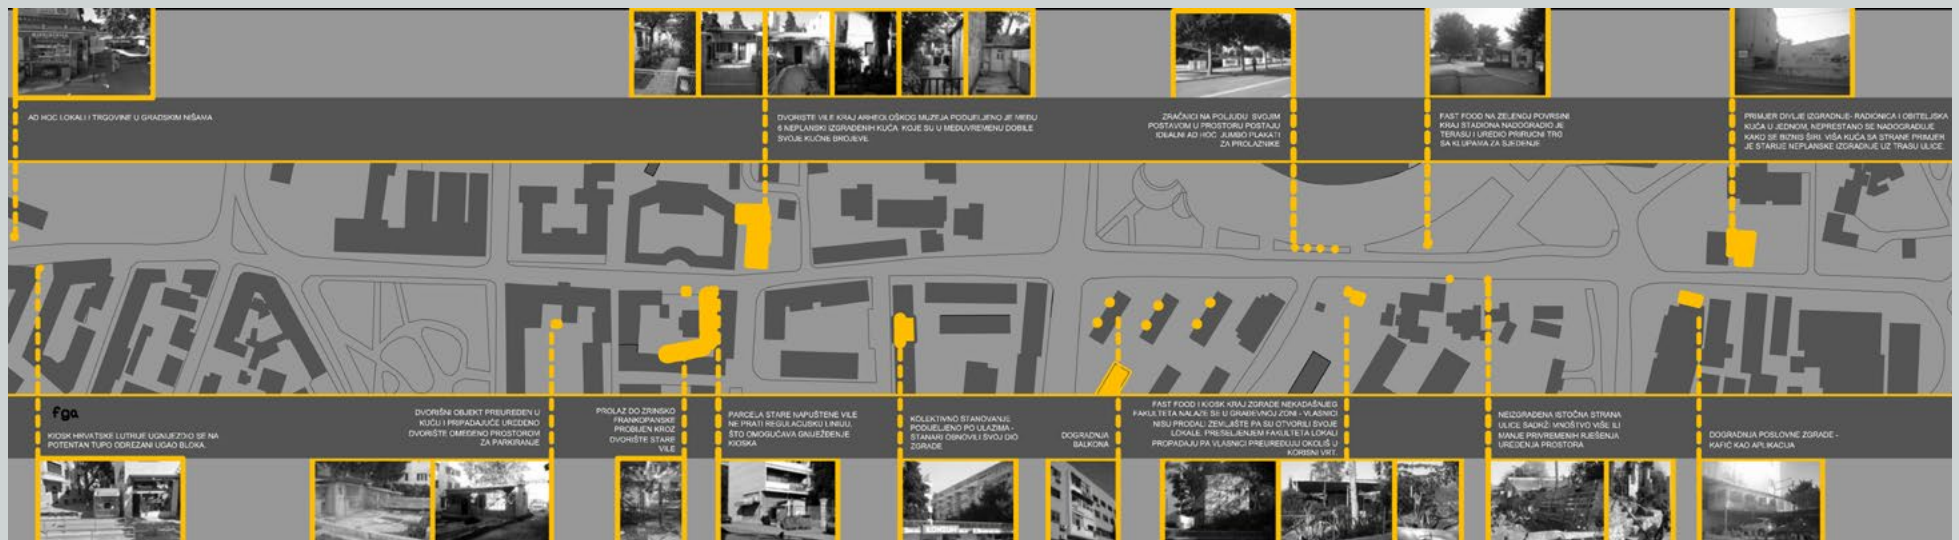 AD HOC LOKALI I TRGOVINE U GRADSKIM NIŠAMA
DVORIŠTE VILE KRAJ ARHEOLOŠKOG MUZEJA PODIJELJENO JE MEĐU
6 NEPLANSKI IZGRAĐENIH KUĆA KOJE SU U MEĐUVREMENU DOBILE
SVOJE KUĆNE BROJEVE.
ZRAČNICI NA POLJUDU SVOJIM
POSTAVOM U PROSTORU POSTAJU
IDEALNI AD HOC JUMBO PLAKATI
ZA PROLAZNIKE
FAST FOOD NA ZELENOJ POVRŠINI
KRAJ STADIONA NADOGRADIO JE
TERASU I UREDIO PRIRUČNI TRG
SA KLUPAMA ZA SJEDENJE
PRIMJER DIVLJE IZGRADNJE- RADIONICA I OBITELJSKA
KUĆA U JEDNOM, NEPRESTANO SE NADOGRAĐUJE
KAKO SE BIZNIS ŠIRI. VIŠA KUĆA SA STRANE PRIMJER
JE STARIJE NEPLANSKE IZGRADNJE UZ TRASU ULICE.
fga
KIOSK HRVATSKE LUTRIJE UGNIJEZDIO SE NA
POTENTAN TUPO ODREZANI UGAO BLOKA.
DVORIŠNI OBJEKT PREUREĐEN U
KUĆU I PRIPADAJUĆE UREĐENO
DVORIŠTE OMEĐENO PROSTOROM
ZA PARKIRANJE
PROLAZ DO ZRINSKO
FRANKOPANSKE
PROBIJEN KROZ
DVORIŠTE STARE
VILE
PARCELA STARE NAPUŠTENE VILE
NE PRATI REGULACIJSKU LINIJU,
ŠTO OMOGUĆAVA GNIJEŽĐENJE
KIOSKA
KOLEKTIVNO STANOVANJE
PODIJELJENO PO ULAZIMA -
STANARI OSNOVILI SVOJ DIO
ZGRADE
DOGRADNJA
BALKONA
FAST FOOD I KIOSK KRAJ ZGRADE NEKADAŠNJEG
FAKULTETA NALAZE SE U GRAĐEVNOJ ZONI - VLASNICI
NISU PRODALI ZEMLJIŠTE PA SU OTVORILI SVOJE
LOKALE. PRESELJENJEM FAKULTETA LOKALI
PROPADAJU PA VLASNICI PREUREĐUJU OKOLIŠ U
KORISNI VRT.
NEIZGRAĐENA ISTOČNA STRANA
ULICE SADRŽI MNOŠTVO VIŠE ILI
MANJE PRIVREMENIH RJEŠENJA
UREĐENJA PROSTORA
DOGRADNJA POSLOVNE ZGRADE -
KAFIĆ KAO APLIKACIJA